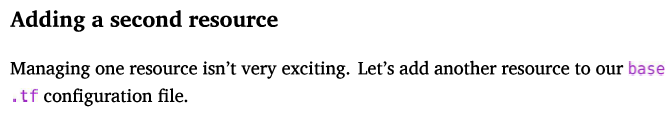 Adding a second resource
Managing one resource isn’t very exciting. Let’s add another resource to our base
.tf configuration file.